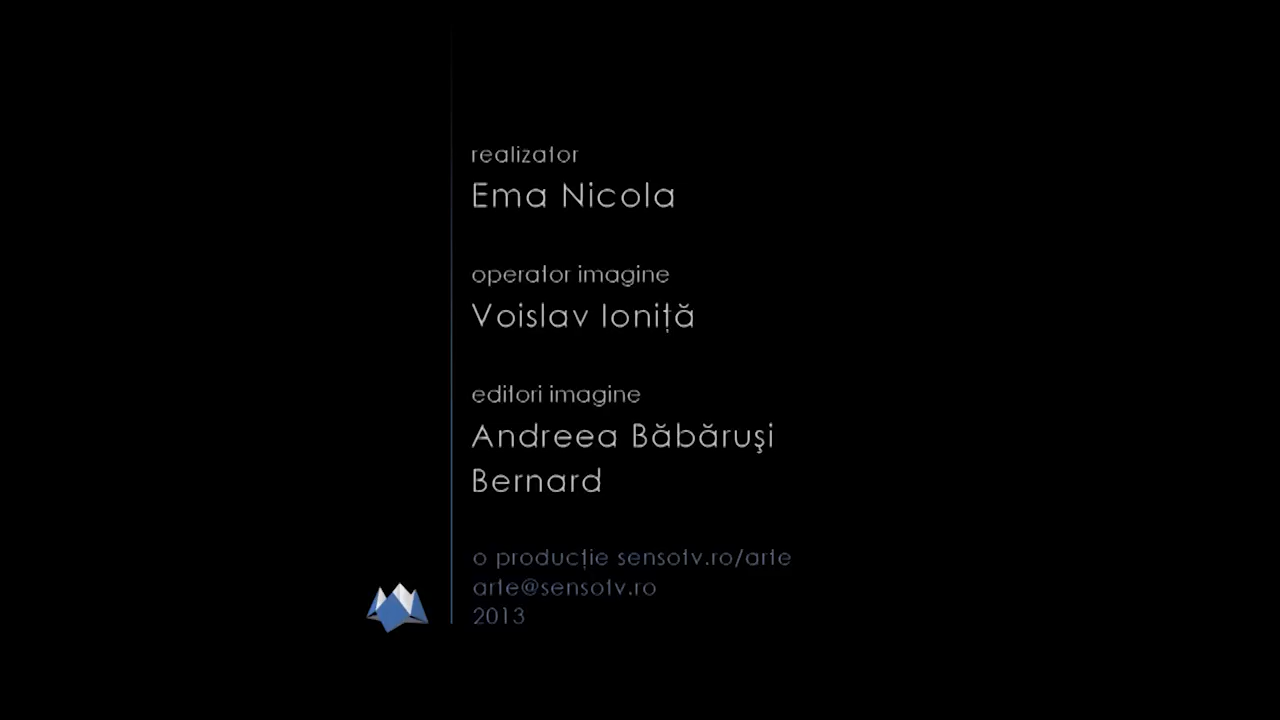 realizator
Ema Nicola
operator imagine
Voislav Ioniță
editori imagine
Andreea Băbăruşi
Bernard
o producție sensotv.ro/arte
arte@sensotv.ro
2013